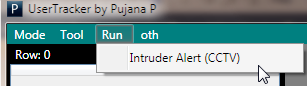 P UserTracker by Pujana P
Mode Tool Run oth
Row: 0
Intruder Alert (CCTV)